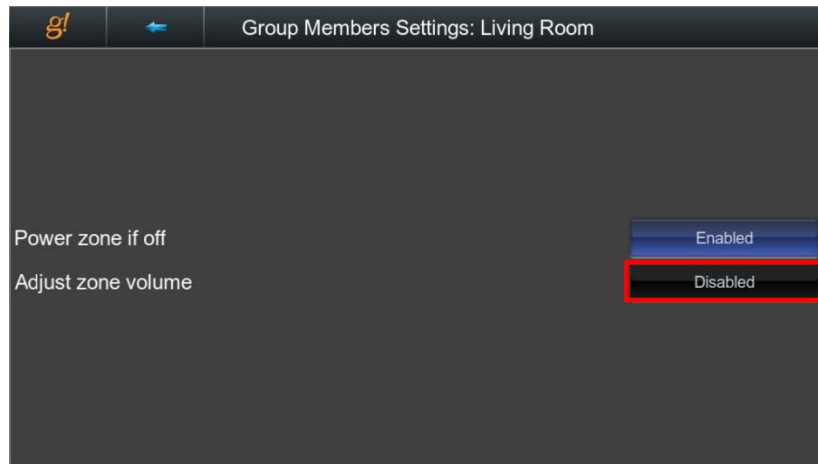 g!
Group Members Settings: Living Room
Power zone if off
Enabled
Adjust zone volume
Disabled